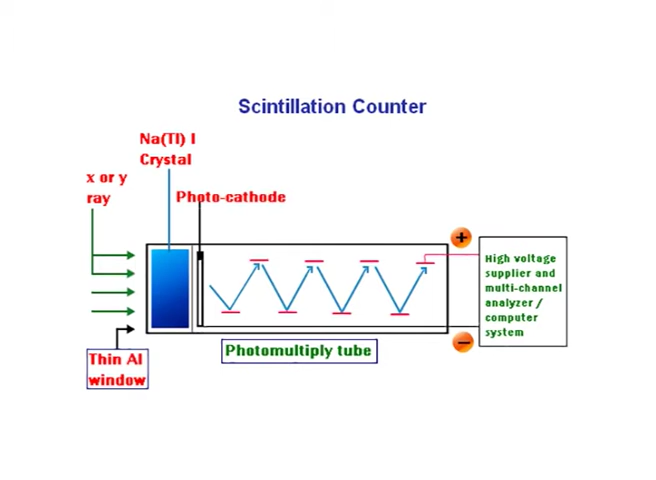 Scintillation Counter
Na(Tl) I
Crystal
x or y
ray
Photo-cathode
+
High voltage
supplier and
multi-channel
analyzer /
computer
system
−
Thin Al
window
Photomultiply tube